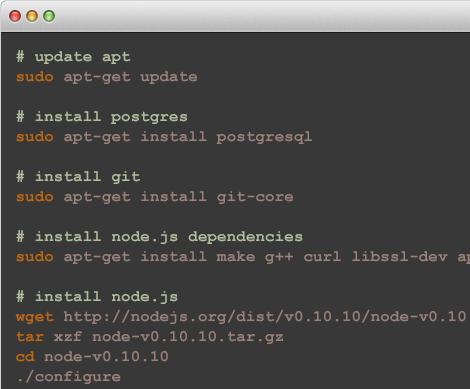 # update apt
sudo apt-get update
# install postgres
sudo apt-get install postgresql
# install git
sudo apt-get install git-core
# install node.js dependencies
sudo apt-get install make g++ curl libssl-dev ap
# install node.js
wget http://nodejs.org/dist/v0.10.10/node-v0.10
tar xzf node-v0.10.10.tar.gz
cd node-v0.10.10
./configure